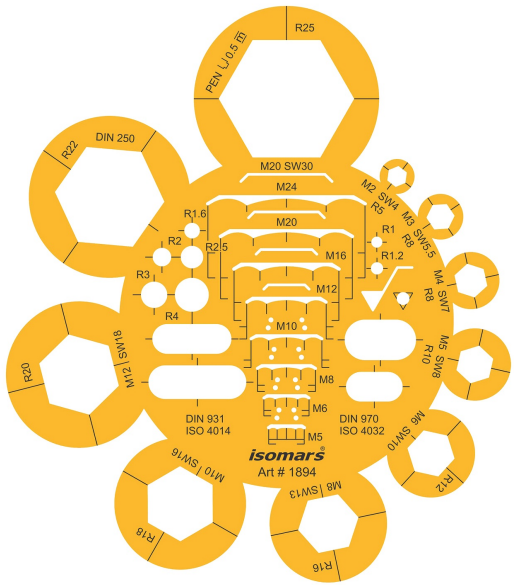 R25
PEN 0.5
DIN 250
R22
M20 SW30
M24
M2 SW4
R5
M3 SW5.5
R8
R1.6
M20
R1
R2
R2.5
M16
R1.2
R3
M12
M4 SW7
R8
R4
M10
M5 SW8
R10
M12 SW18
R20
M8
M6
DIN 931
ISO 4014
DIN 970
ISO 4032
M6 SW10
R12
M5
isomars®
Art # 1894
M10 SW16
R18
M8 SW13
R16